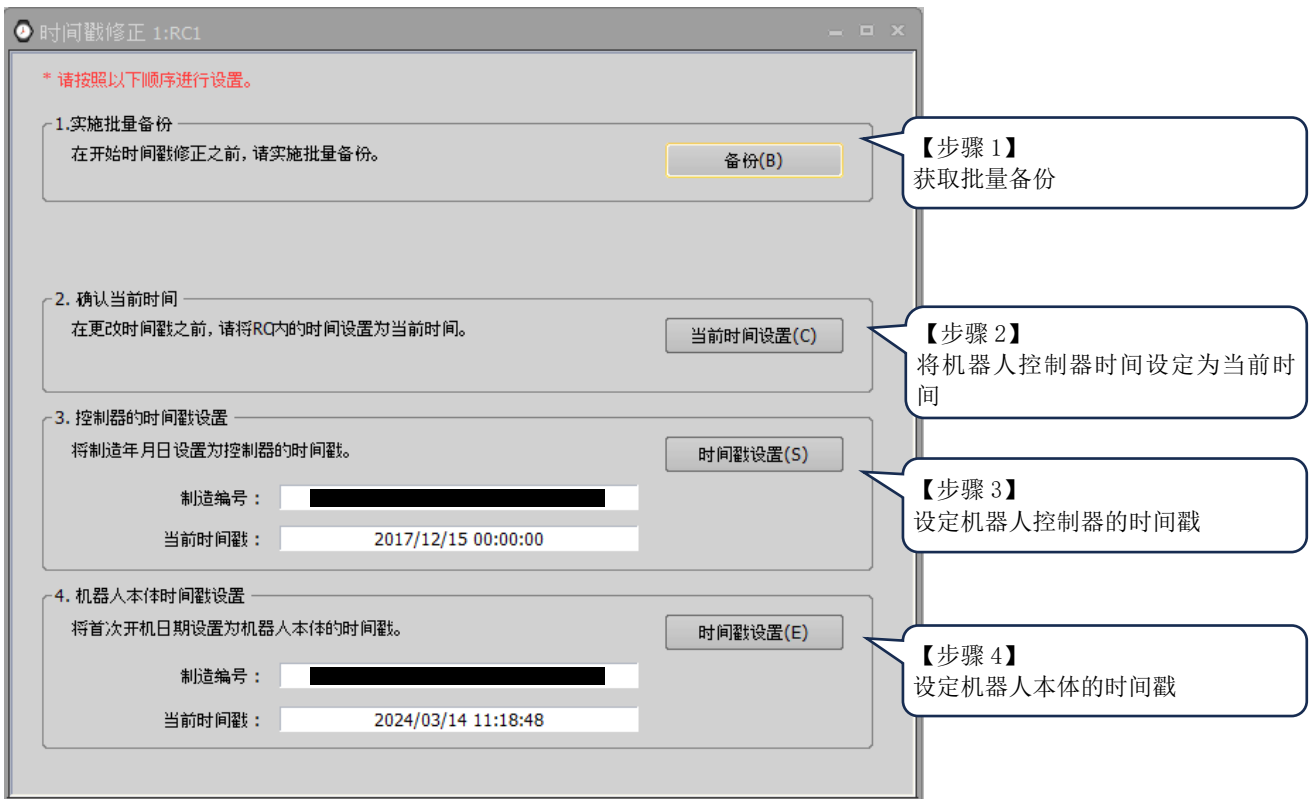 时间戳修正 1:RC1
* 请按照以下顺序进行设置。
1.实施批量备份
在开始时间戳修正之前,请实施批量备份。
备份(B)
【步骤 1】
获取批量备份
2. 确认当前时间
在更改时间戳之前,请将RC内的时间设置为当前时间。
当前时间设置(C)
【步骤 2】
将机器人控制器时间设定为当前时
间
3. 控制器的时间戳设置
将制造年月日设置为控制器的时间戳。
时间戳设置(S)
制造编号：
当前时间戳： 2017/12/15 00:00:00
【步骤 3】
设定机器人控制器的时间戳
4. 机器人本体时间戳设置
将首次开机日期设置为机器人本体的时间戳。
时间戳设置(E)
制造编号：
当前时间戳： 2024/03/14 11:18:48
【步骤 4】
设定机器人本体的时间戳